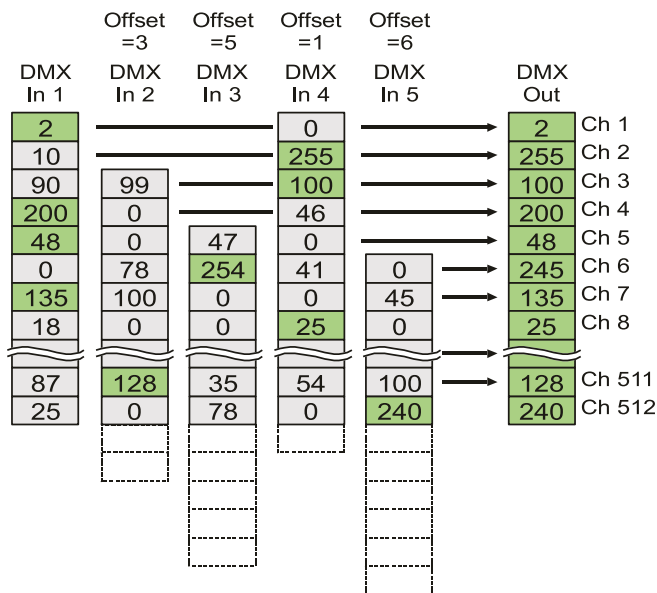 Offset Offset Offset Offset
=3 =5 =1 =6
DMX DMX DMX DMX DMX DMX
In 1 In 2 In 3 In 4 In 5 Out
2 0 2 Ch 1
10 255 255 Ch 2
90 99 100 100 Ch 3
200 0 46 200 Ch 4
48 0 47 0 48 Ch 5
0 78 254 41 0 245 Ch 6
135 100 0 0 45 135 Ch 7
18 0 0 25 0 25 Ch 8
87 128 35 54 100 128 Ch 511
25 0 78 0 240 240 Ch 512